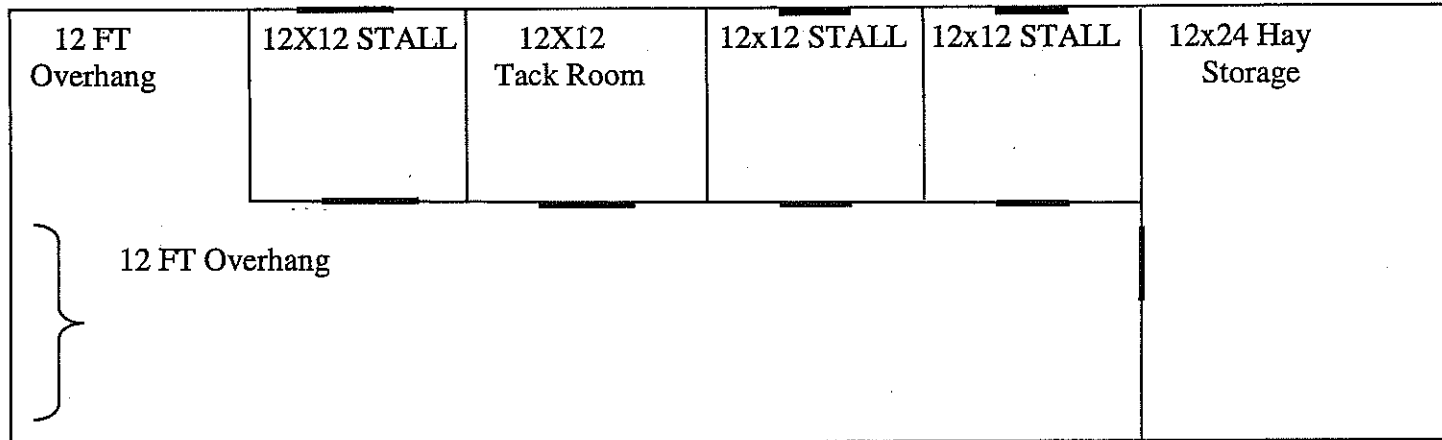 12 FT
Overhang
12X12 STALL
12X12
Tack Room
12x12 STALL
12x12 STALL
12x24 Hay
Storage
12 FT Overhang